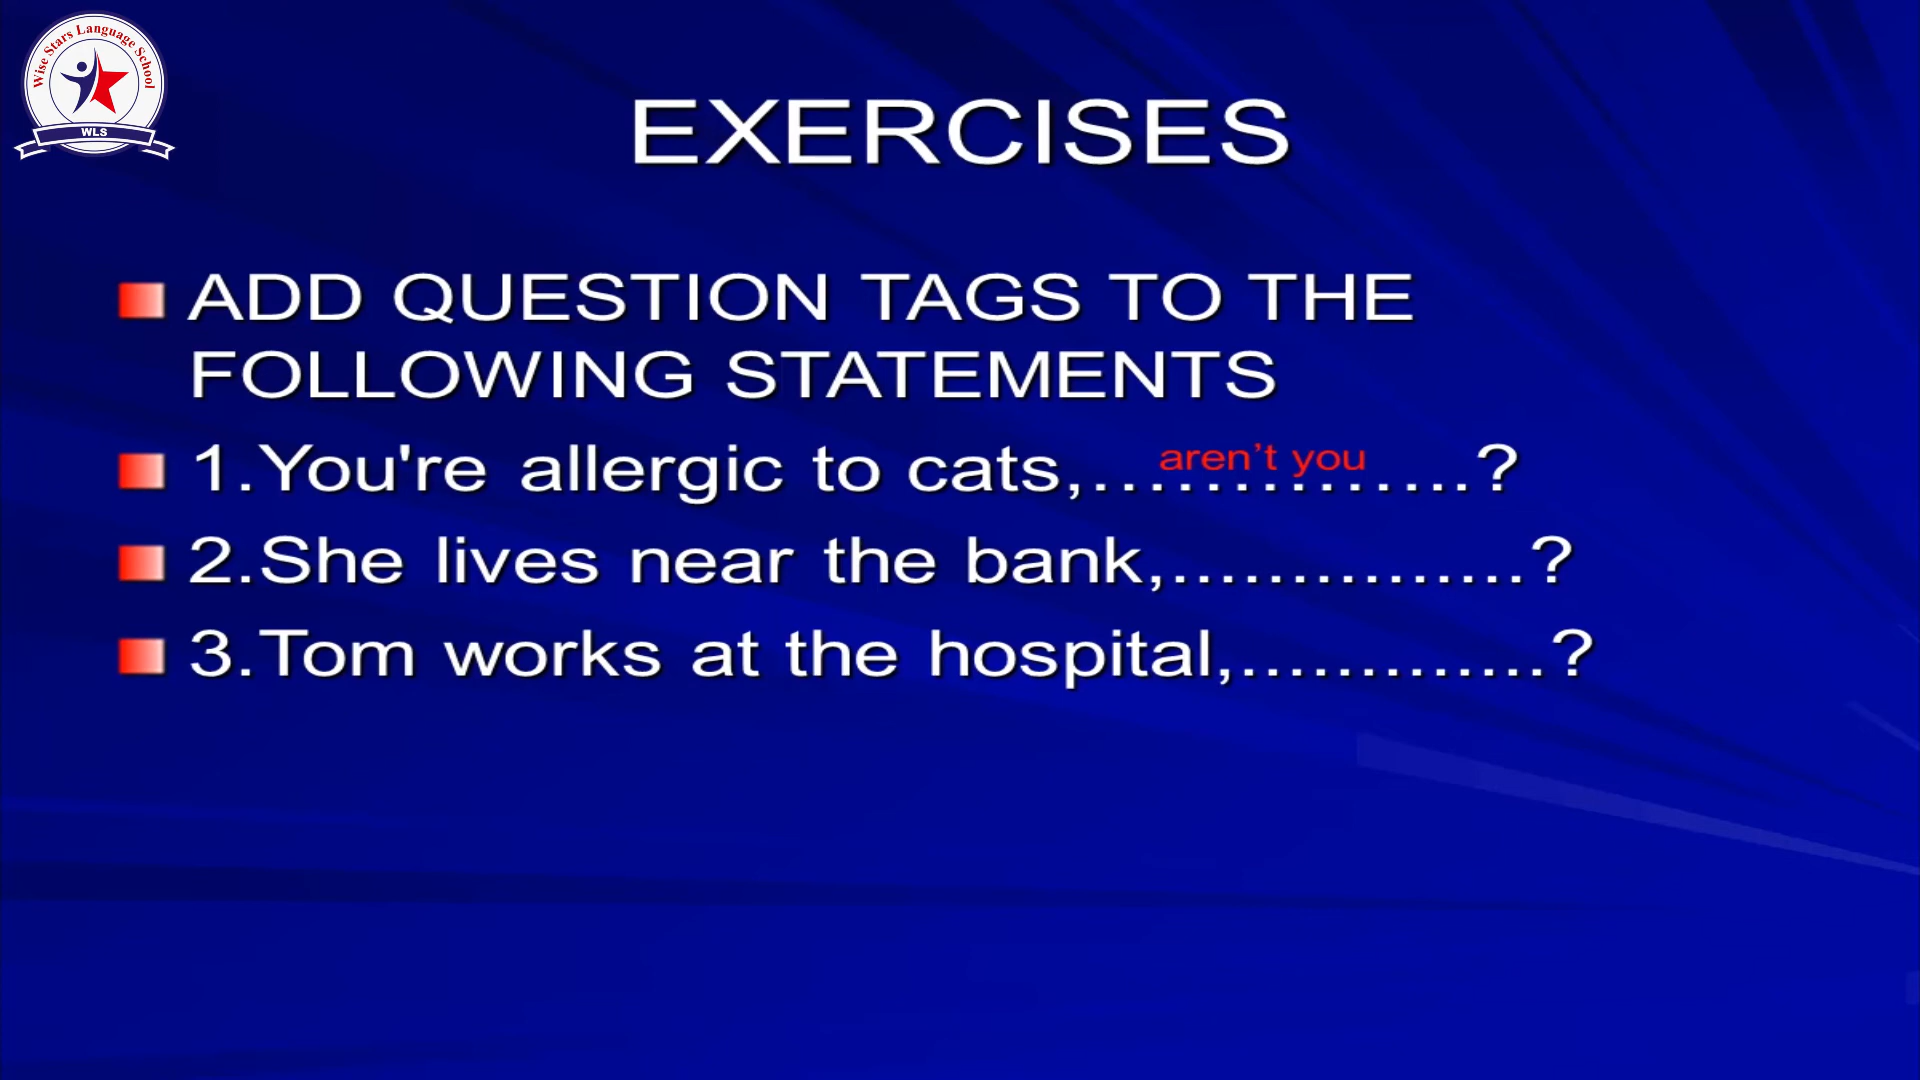 Wise Stars Language School
WLS
EXERCISES
ADD QUESTION TAGS TO THE
FOLLOWING STATEMENTS
1.You're allergic to cats,..............?
aren’t you
2.She lives near the bank,...............?
3.Tom works at the hospital,.............?